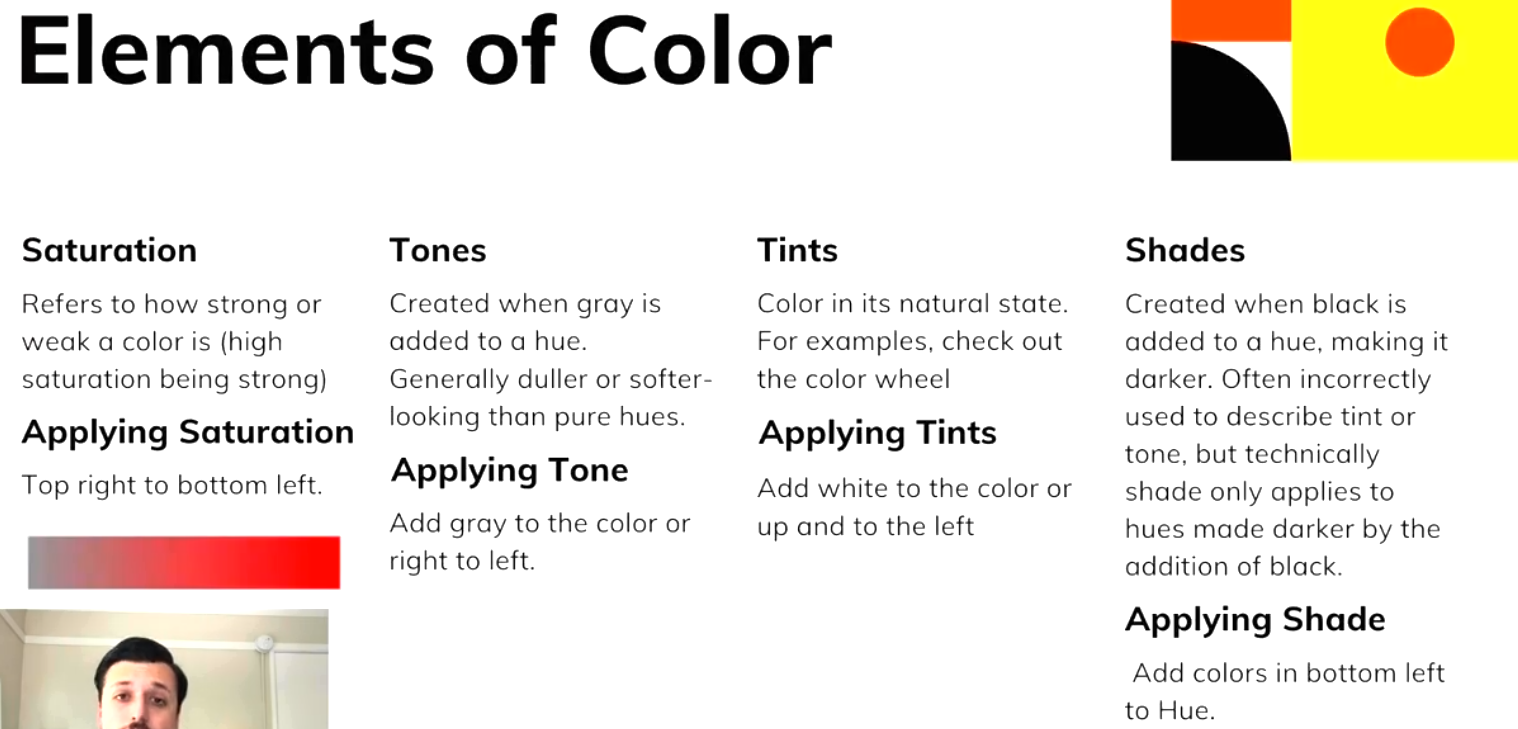 Elements of Color
Saturation
Refers to how strong or
weak a color is (high
saturation being strong)
Applying Saturation
Top right to bottom left.
Tones
Created when gray is
added to a hue.
Generally duller or softer-
looking than pure hues.
Applying Tone
Add gray to the color or
right to left.
Tints
Color in its natural state.
For examples, check out
the color wheel
Applying Tints
Add white to the color or
up and to the left
Shades
Created when black is
added to a hue, making it
darker. Often incorrectly
used to describe tint or
tone, but technically
shade only applies to
hues made darker by the
addition of black.
Applying Shade
Add colors in bottom left
to Hue.